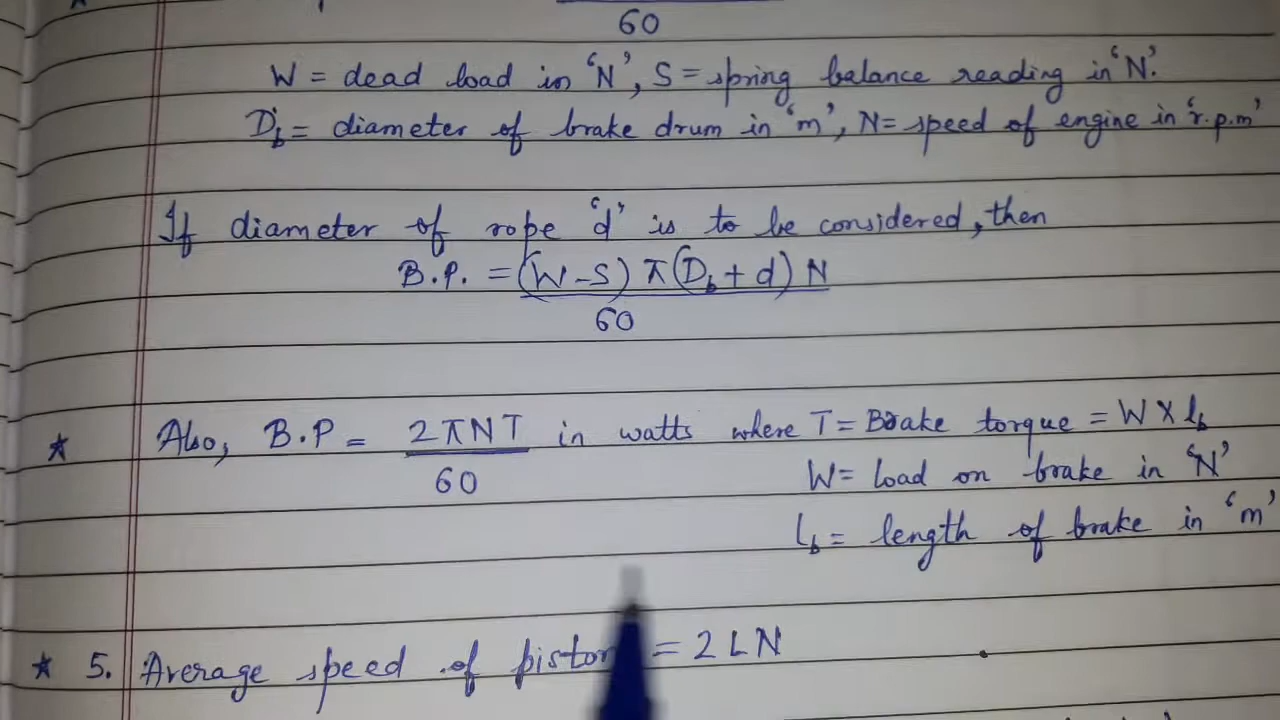 60
W = dead load in 'N', S = spring balance reading in 'N'.
D_b = diameter of brake drum in 'm', N = speed of engine in 'r.p.m'
If diameter of rope 'd' is to be considered, then
B.P. = (W-S) π(D_b + d) N
60
★ Also, B.P = 2πNT in watts where T = Brake torque = W X l_b
60
W = load on brake in 'N'
l_b = length of brake in 'm'
★ 5. Average speed of piston = 2LN